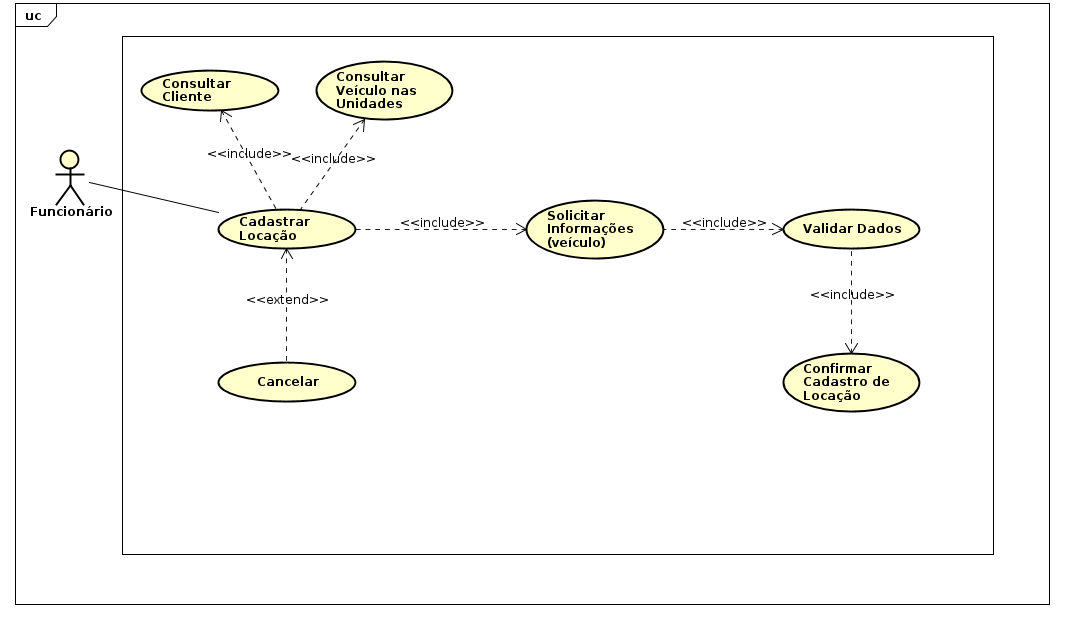 uc
Consultar
Cliente
Consultar
Veículo nas
Unidades
<<include>>
<<include>>
Funcionário
Cadastrar
Locação
<<include>>
Solicitar
Informações
(veículo)
<<include>>
Validar Dados
<<extend>>
<<include>>
Cancelar
Confirmar
Cadastro de
Locação